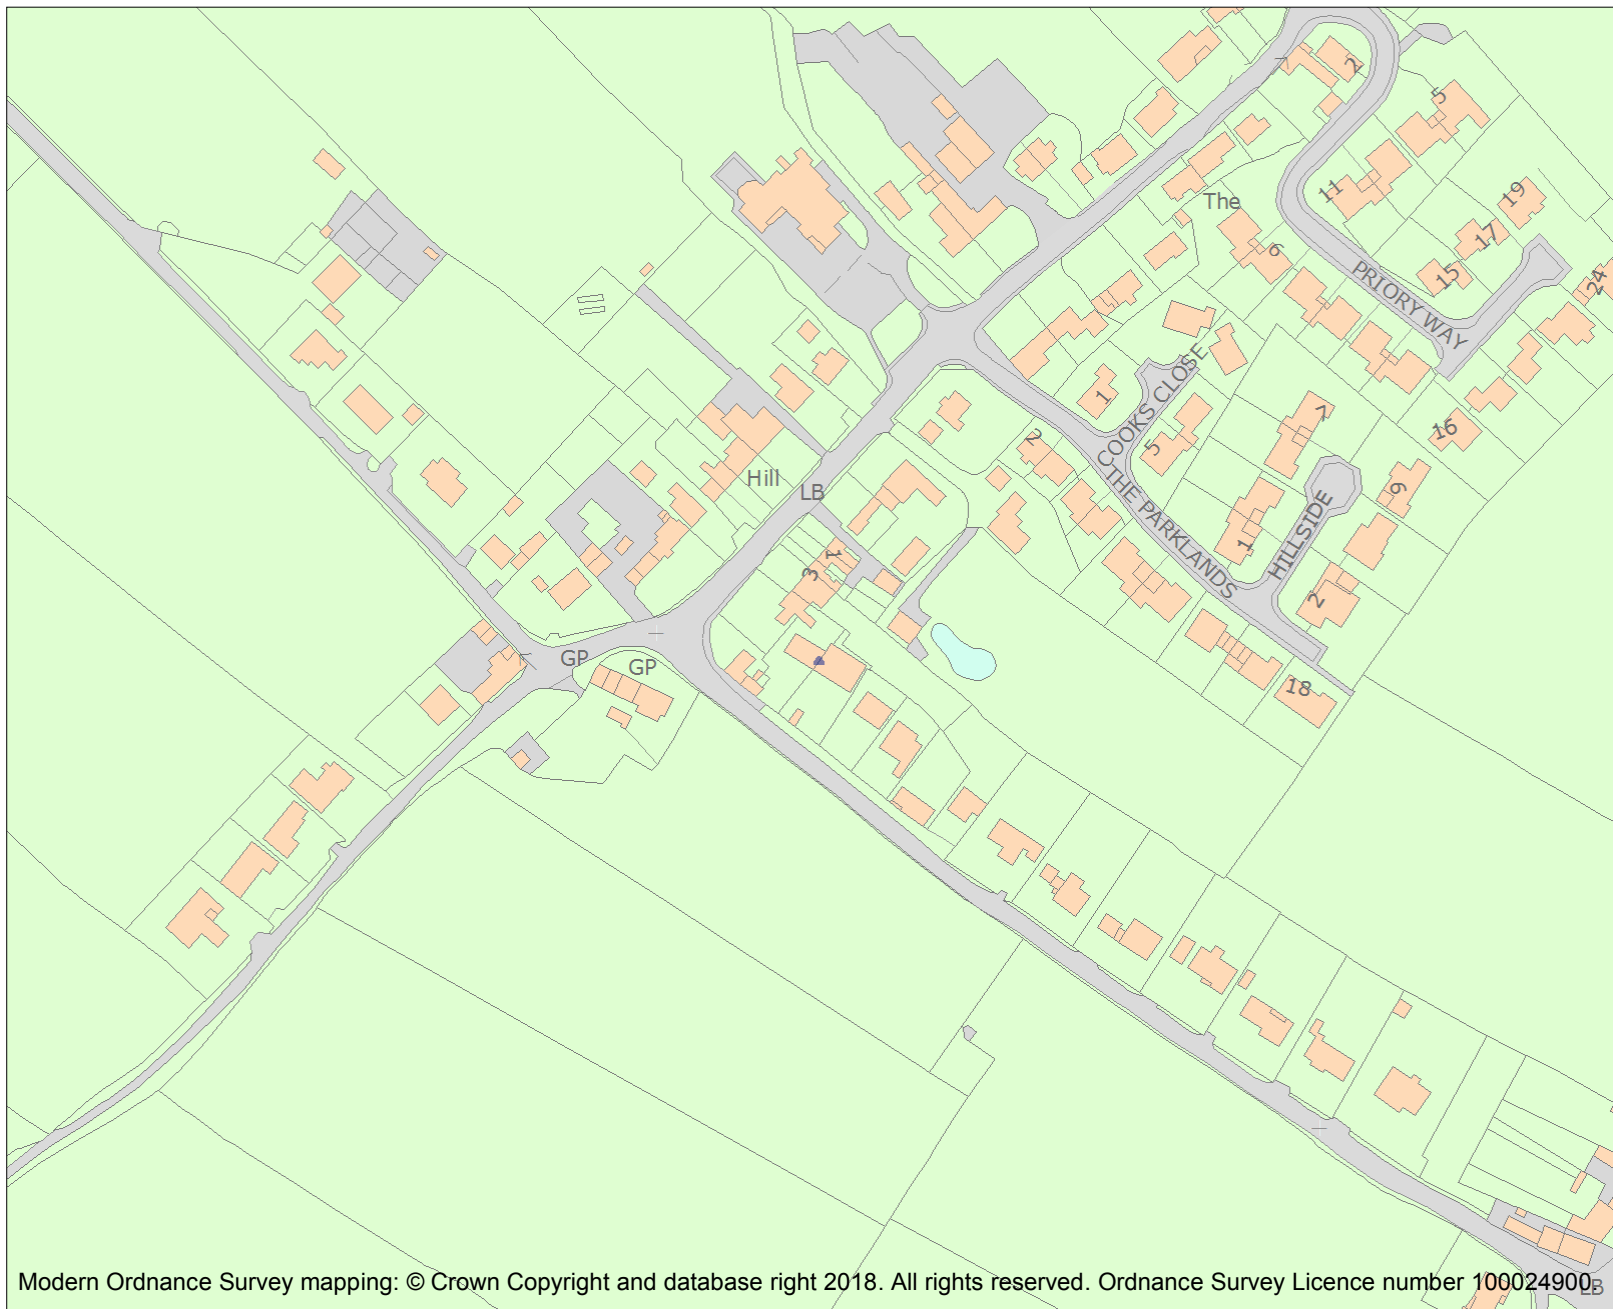 2
5
11
19
The
17
6
15
PRIORY WAY
24
COOKS CLOSE
1
7
2
5
16
Hill
LB
THE PARKLANDS
9
HILLSIDE
1
1
3
2
GP
GP
18
Modern Ordnance Survey mapping: © Crown Copyright and database right 2018. All rights reserved. Ordnance Survey Licence number 100024900.
LB